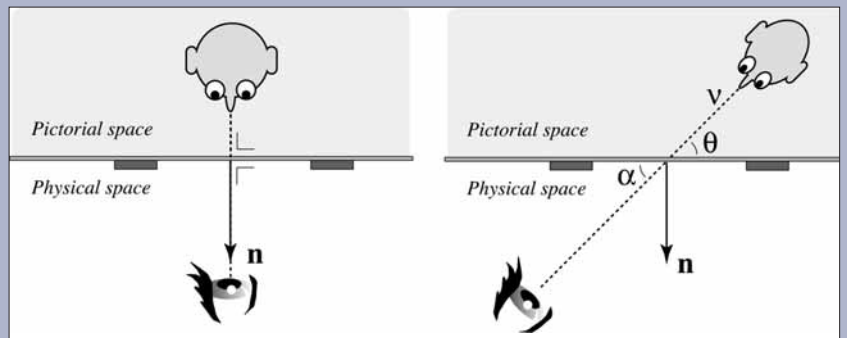 Pictorial space
Physical space
n
ν
Pictorial space
θ
α
Physical space
n